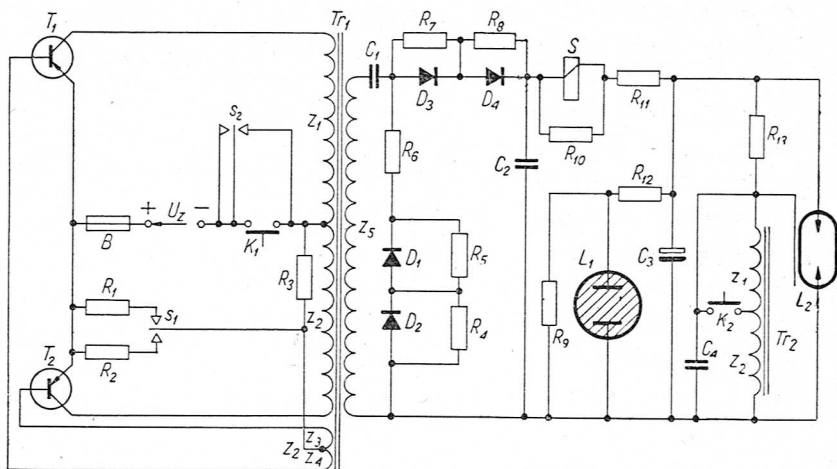 T1
Tr1
C1
R7
R8
S
D3
D4
R11
R10
R13
s2
Z1
R6
C2
R12
+ Uz −
B
K1
Z5
R3
D1
R5
L1
C3
Z1
L2
R1
s1
Z2
D2
R4
R9
K2
T2
R2
C4
Z2
Tr2
Z3
Z2
Z4